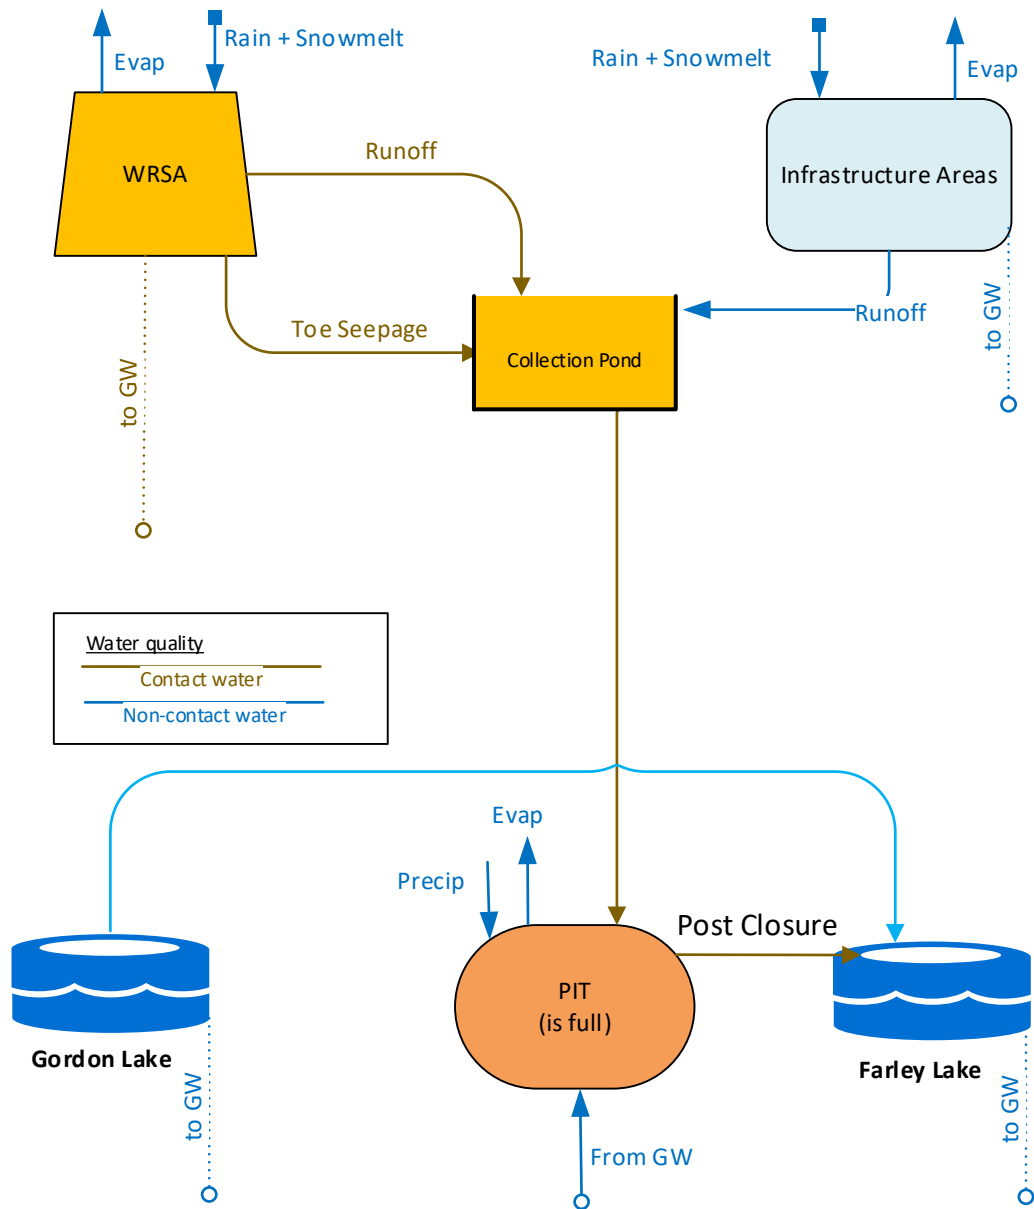 Rain + Snowmelt
Evap
Rain + Snowmelt
Evap
Runoff
WRSA
Infrastructure Areas
to GW
Runoff
Toe Seepage
Collection Pond
to GW
Water quality
Contact water
Non-contact water
Evap
Precip
Post Closure
PIT
(is full)
Gordon Lake
Farley Lake
to GW
to GW
From GW